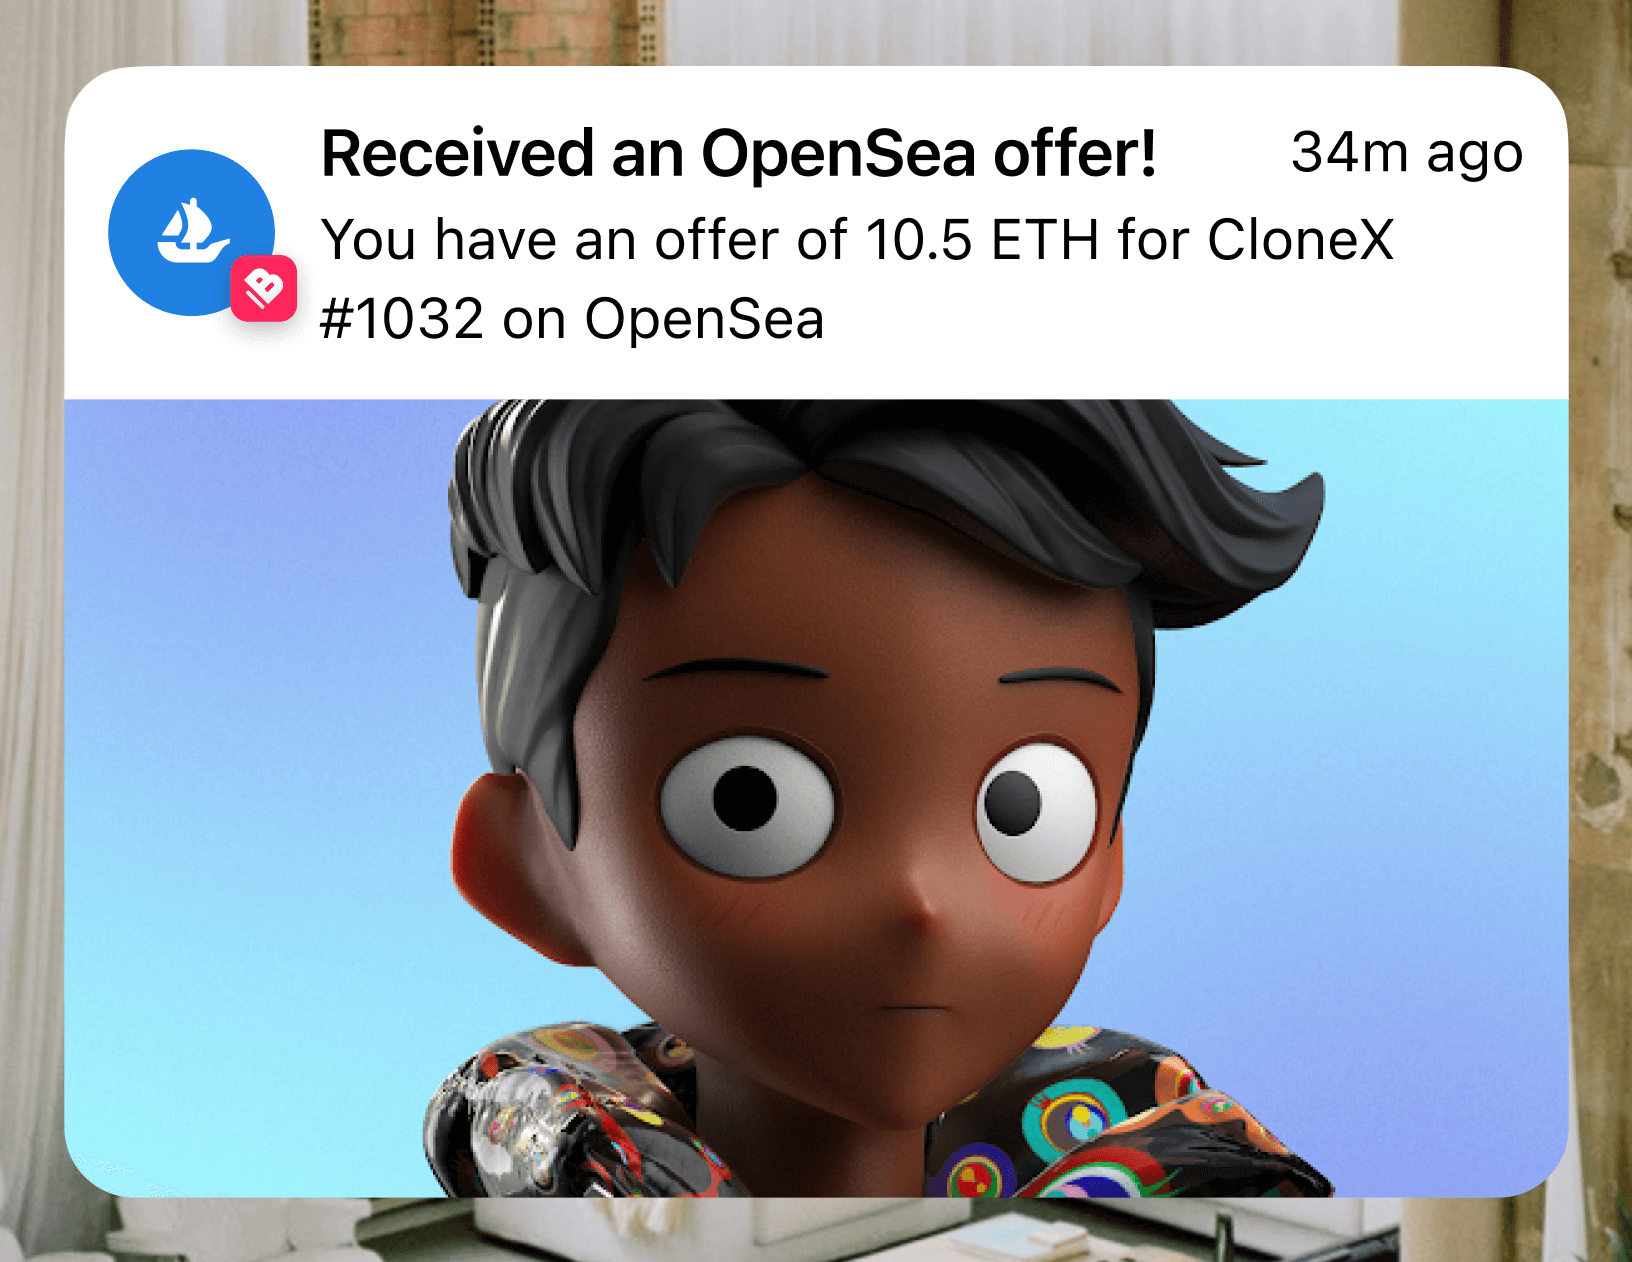 Received an OpenSea offer!
34m ago
You have an offer of 10.5 ETH for CloneX
#1032 on OpenSea